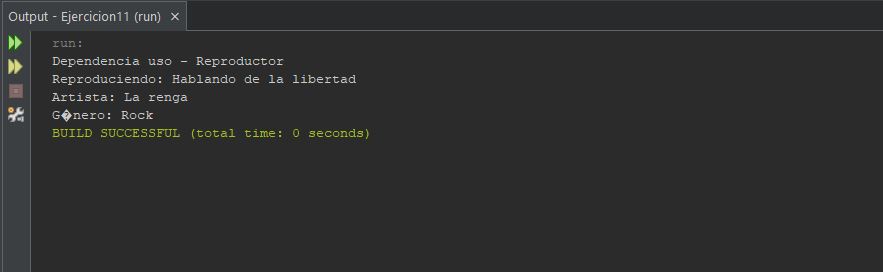 Output - Ejercicion11 (run) ×
run:
Dependencia uso - Reproductor
Reproduciendo: Hablando de la libertad
Artista: La renga
G�nero: Rock
BUILD SUCCESSFUL (total time: 0 seconds)